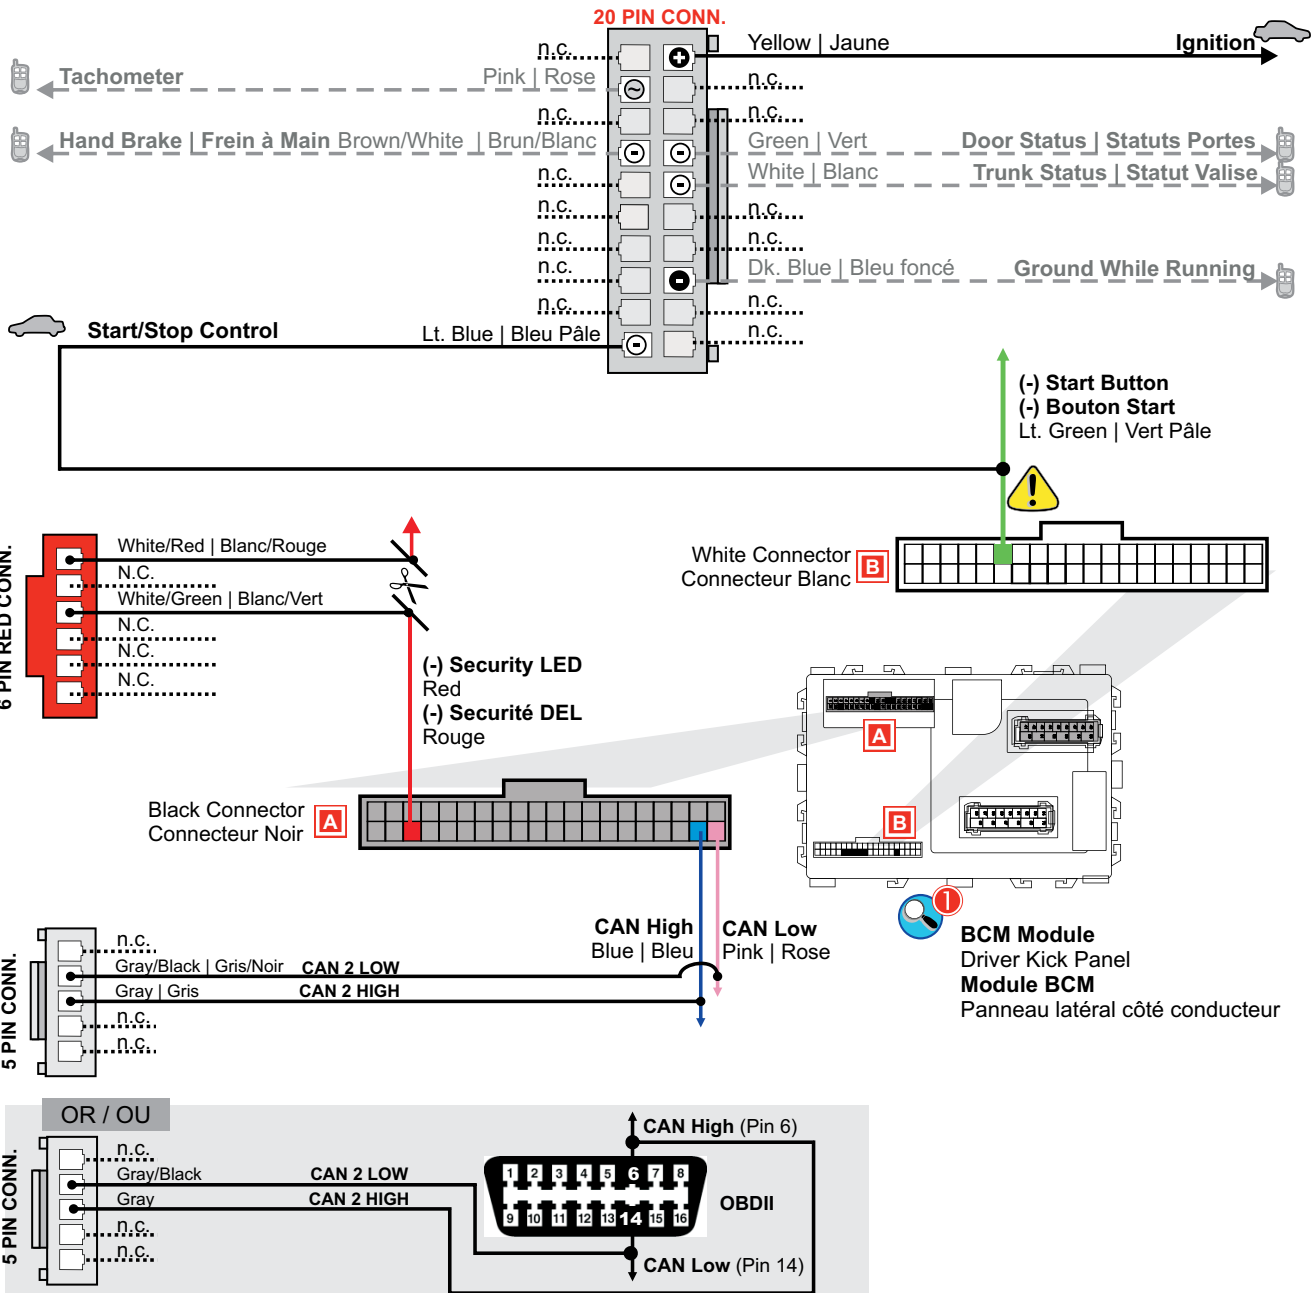 20 PIN CONN.
n.c.
Yellow | Jaune
Ignition
Tachometer
Pink | Rose
n.c.
n.c.
n.c.
Hand Brake | Frein à Main Brown/White | Brun/Blanc
Green | Vert
Door Status | Statuts Portes
n.c.
White | Blanc
Trunk Status | Statut Valise
n.c.
n.c.
n.c.
n.c.
n.c.
Dk. Blue | Bleu foncé
Ground While Running
n.c.
n.c.
Start/Stop Control
Lt. Blue | Bleu Pâle
n.c.
(-) Start Button
(-) Bouton Start
Lt. Green | Vert Pâle
6 PIN RED CONN.
White/Red | Blanc/Rouge
N.C.
White/Green | Blanc/Vert
N.C.
N.C.
N.C.
White Connector
Connecteur Blanc
B
(-) Security LED
Red
(-) Securité DEL
Rouge
A
B
Black Connector
Connecteur Noir
A
1
BCM Module
Driver Kick Panel
Module BCM
Panneau latéral côté conducteur
CAN High
Blue | Bleu
CAN Low
Pink | Rose
5 PIN CONN.
n.c.
Gray/Black | Gris/Noir
CAN 2 LOW
Gray | Gris
CAN 2 HIGH
n.c.
n.c.
OR / OU
5 PIN CONN.
n.c.
Gray/Black
CAN 2 LOW
Gray
CAN 2 HIGH
n.c.
n.c.
CAN High (Pin 6)
1 2 3 4 5 6 7 8
9 10 11 12 13 14 15 16
OBDII
CAN Low (Pin 14)